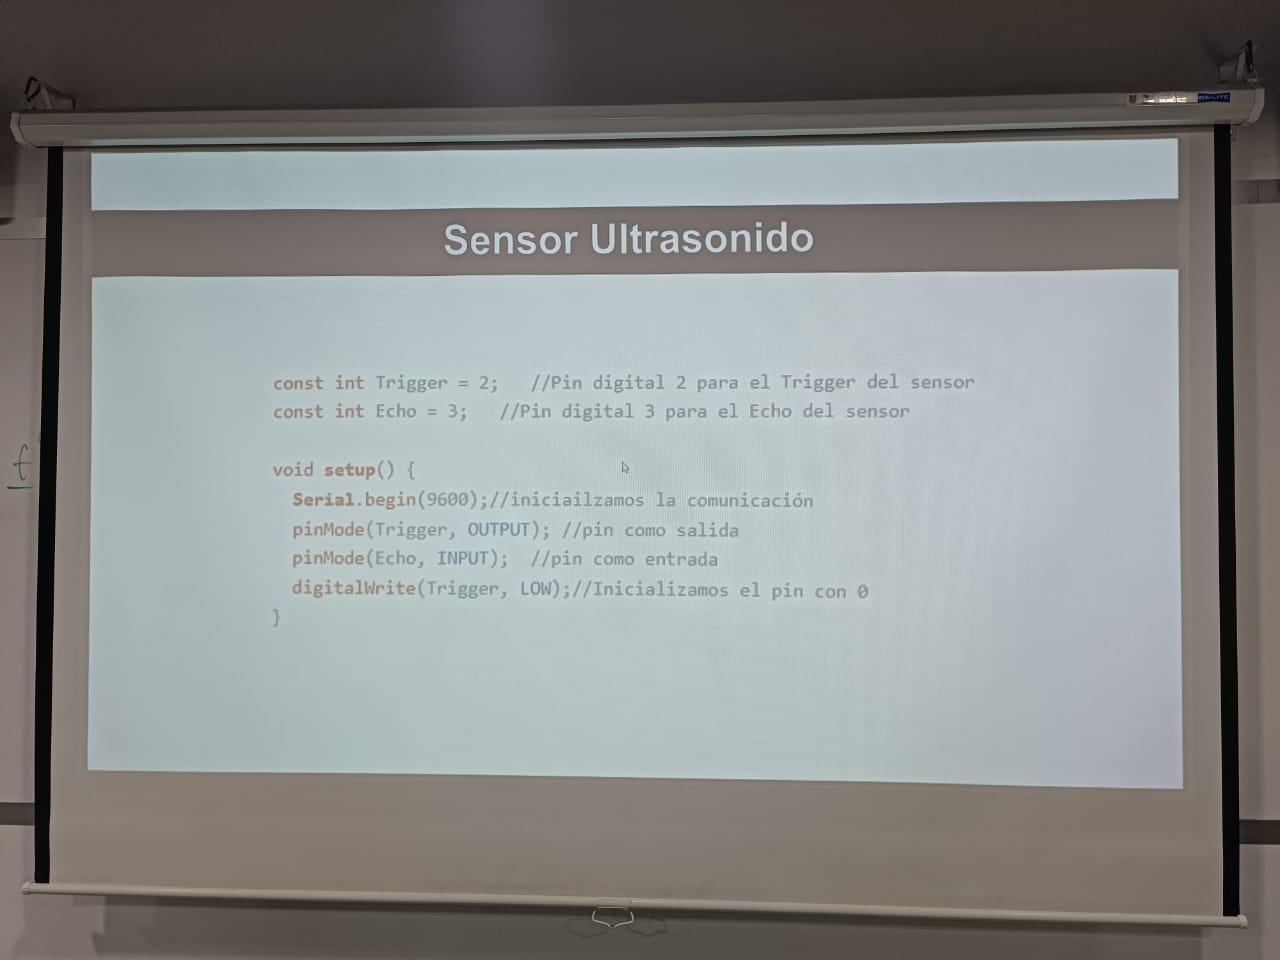 DA-LITE
Sensor Ultrasonido
const int Trigger = 2;   //Pin digital 2 para el Trigger del sensor
const int Echo = 3;   //Pin digital 3 para el Echo del sensor
void setup() {
  Serial.begin(9600);//iniciailzamos la comunicación
  pinMode(Trigger, OUTPUT); //pin como salida
  pinMode(Echo, INPUT);  //pin como entrada
  digitalWrite(Trigger, LOW);//Inicializamos el pin con 0
}